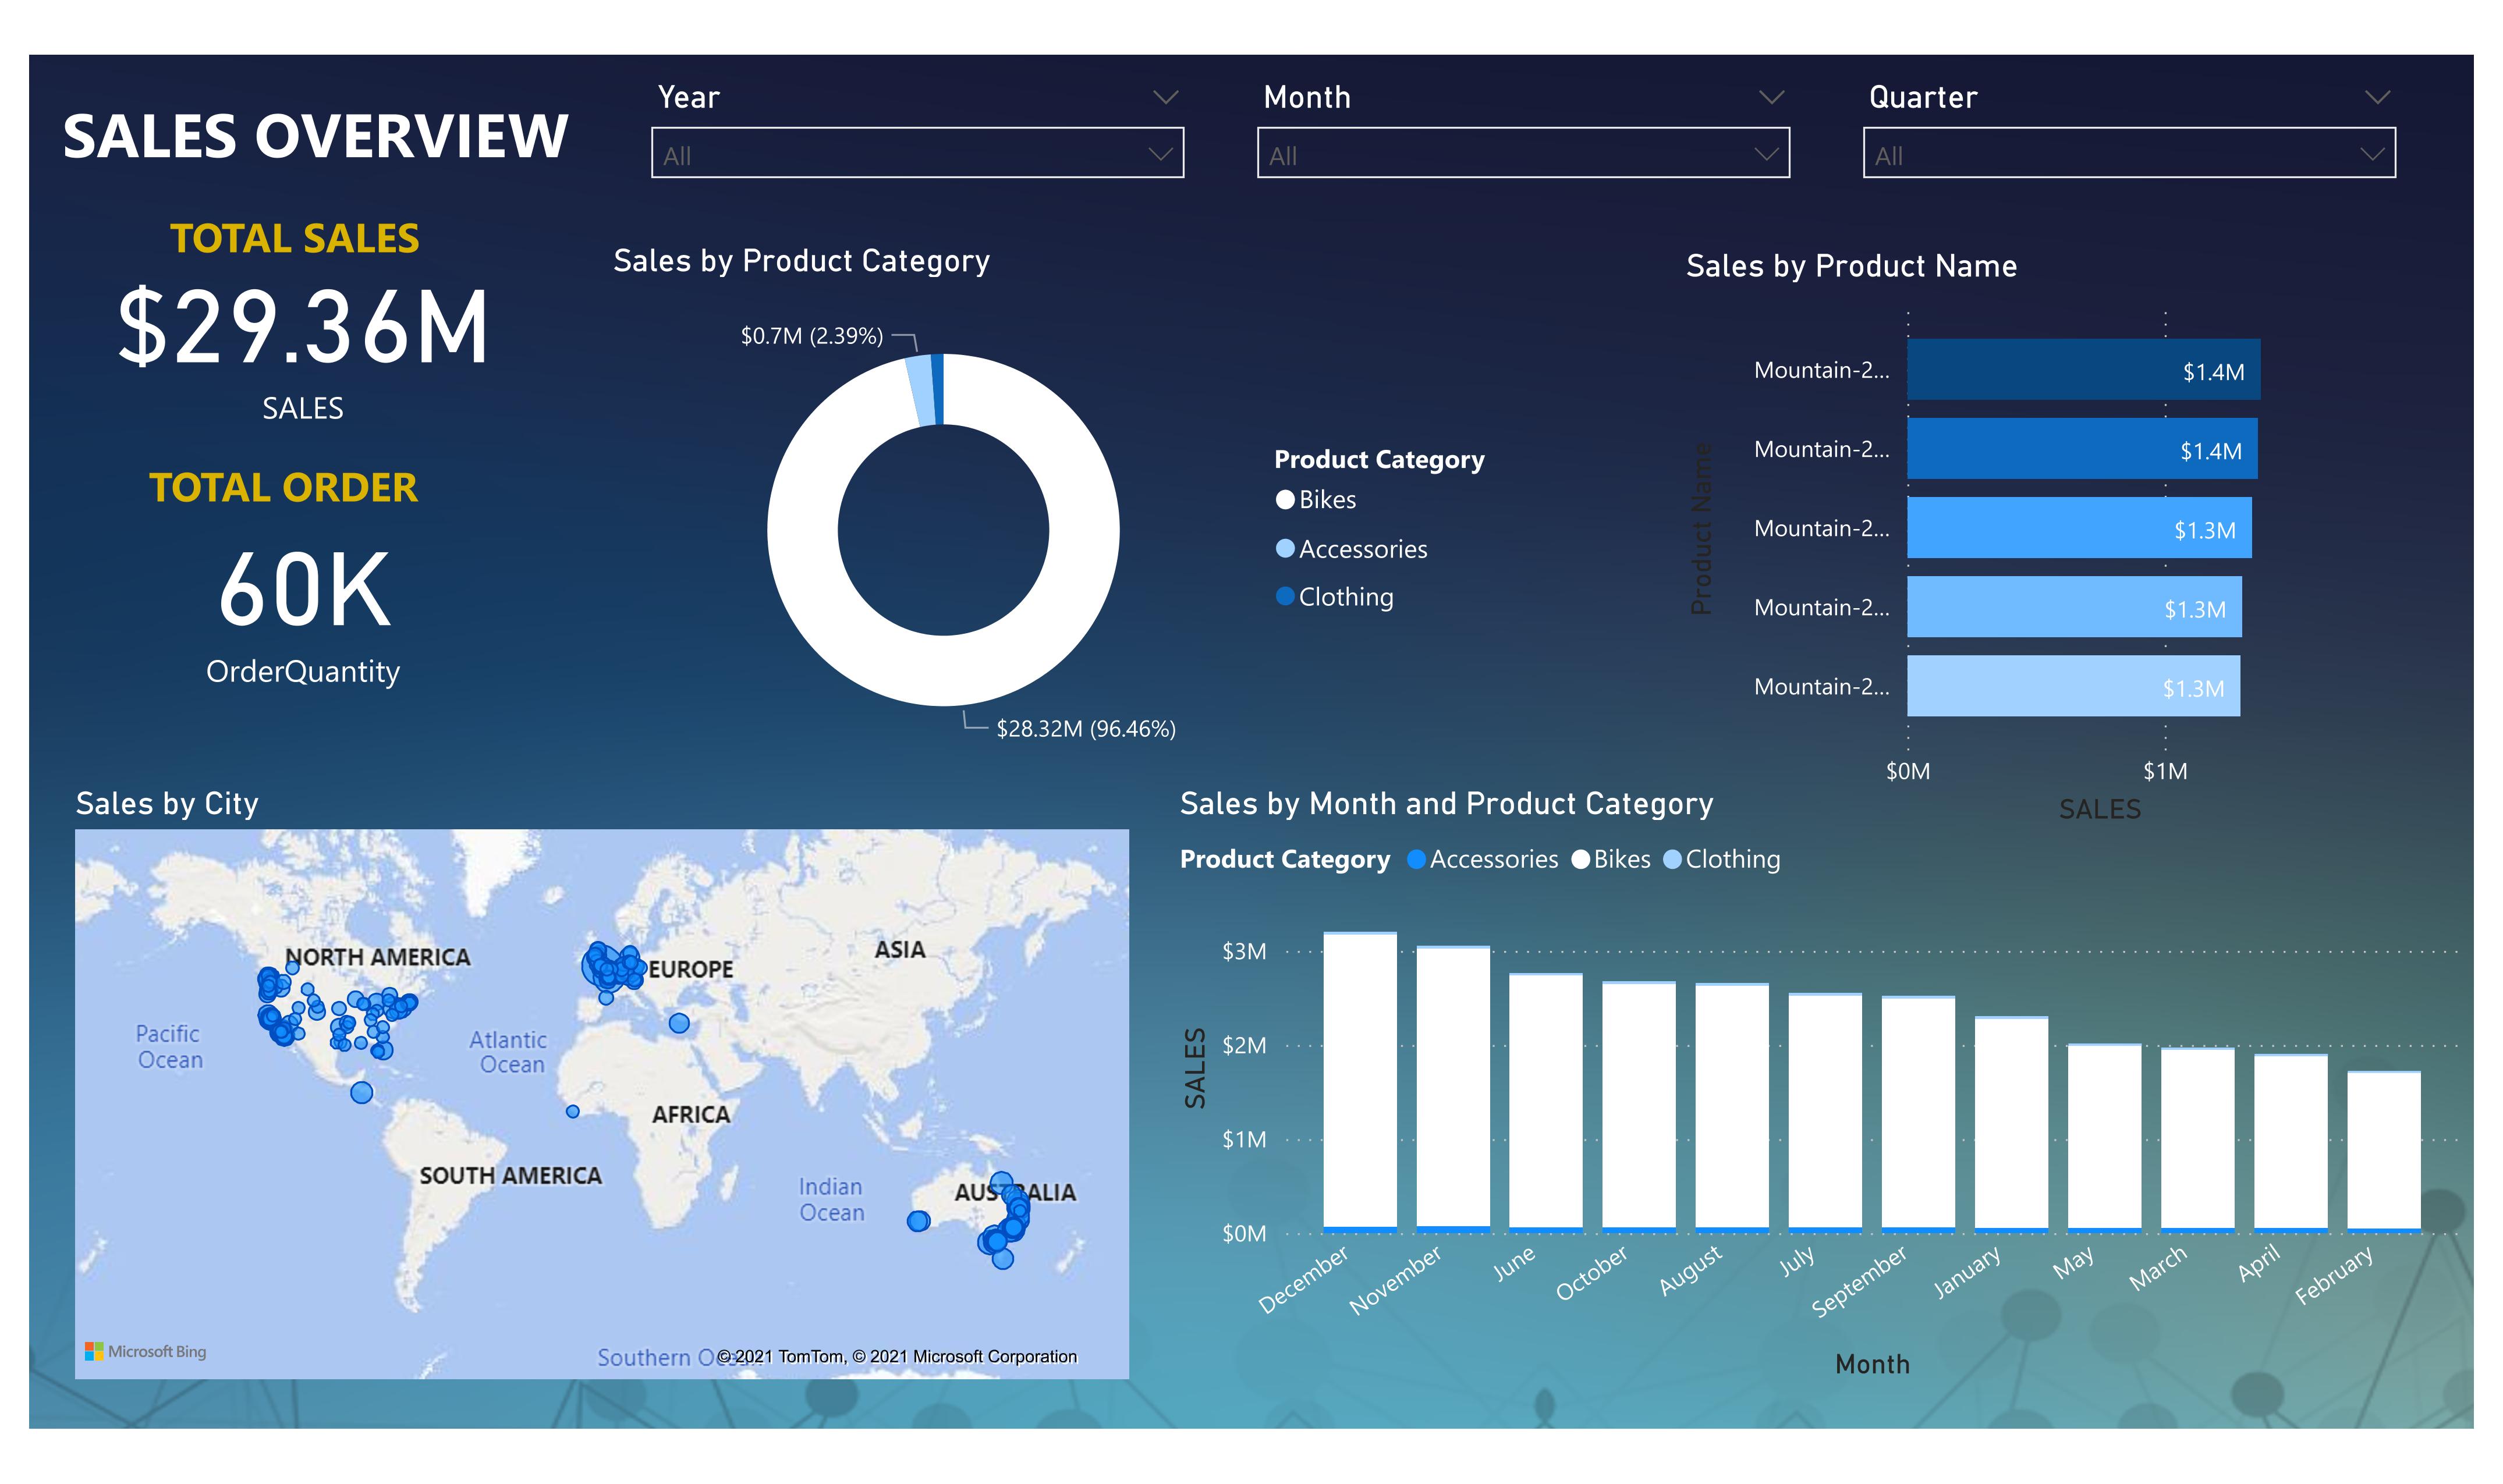 SALES OVERVIEW
Year
All
Month
All
Quarter
All
TOTAL SALES
$29.36M
SALES
TOTAL ORDER
60K
OrderQuantity
Sales by Product Category
$0.7M (2.39%)
$28.32M (96.46%)
Product Category
Bikes
Accessories
Clothing
Sales by Product Name
Product Name
Mountain-2...
$1.4M
Mountain-2...
$1.4M
Mountain-2...
$1.3M
Mountain-2...
$1.3M
Mountain-2...
$1.3M
$0M
$1M
SALES
Sales by City
NORTH AMERICA
EUROPE
ASIA
Pacific
Ocean
Atlantic
Ocean
AFRICA
SOUTH AMERICA
Indian
Ocean
AUSTRALIA
Microsoft Bing
Southern
© 2021 TomTom, © 2021 Microsoft Corporation
Sales by Month and Product Category
Product Category Accessories Bikes Clothing
SALES
$3M
$2M
$1M
$0M
December
November
June
October
August
July
September
January
May
March
April
February
Month